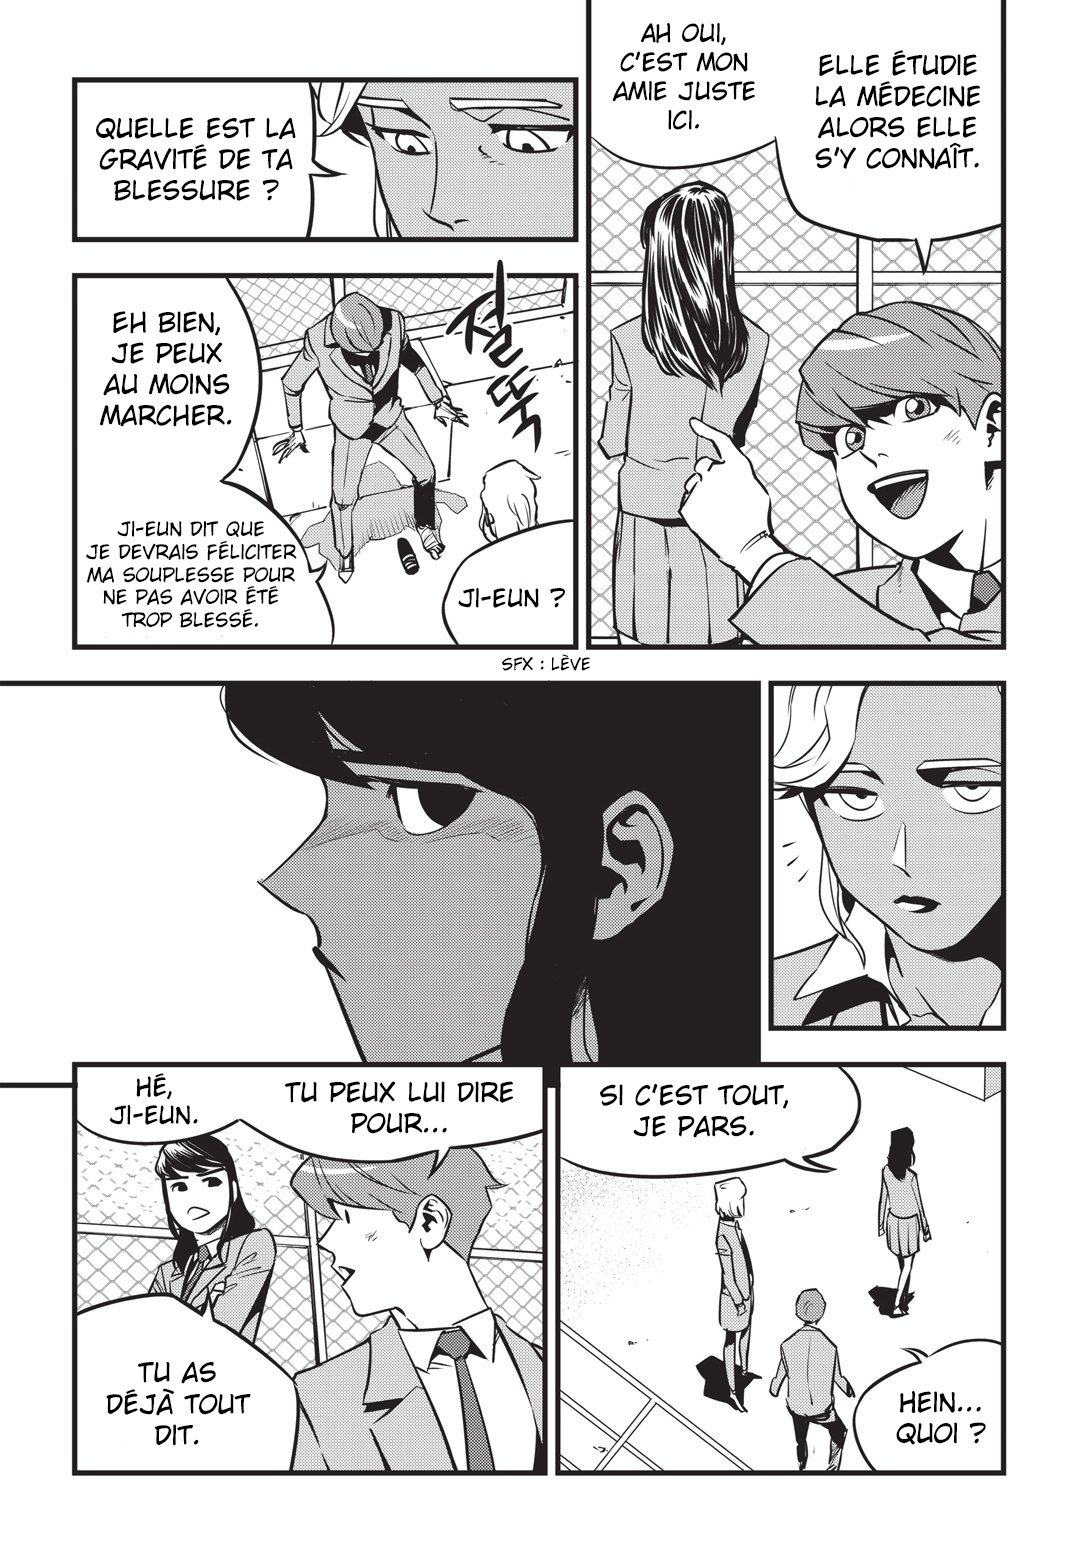 QUELLE EST LA
GRAVITÉ DE TA
BLESSURE ?
EH BIEN,
JE PEUX
AU MOINS
MARCHER.
절뚝
JI-EUN DIT QUE
JE DEVRAIS FÉLICITER
MA SOUPLESSE POUR
NE PAS AVOIR ÉTÉ
TROP BLESSÉ.
JI-EUN ?
SFX : LÈVE
AH OUI,
C'EST MON
AMIE JUSTE
ICI.
ELLE ÉTUDIE
LA MÉDECINE
ALORS ELLE
S'Y CONNAÎT.
HÉ,
JI-EUN.
TU PEUX LUI DIRE
POUR...
TU AS
DÉJÀ TOUT
DIT.
SI C'EST TOUT,
JE PARS.
HEIN...
QUOI ?